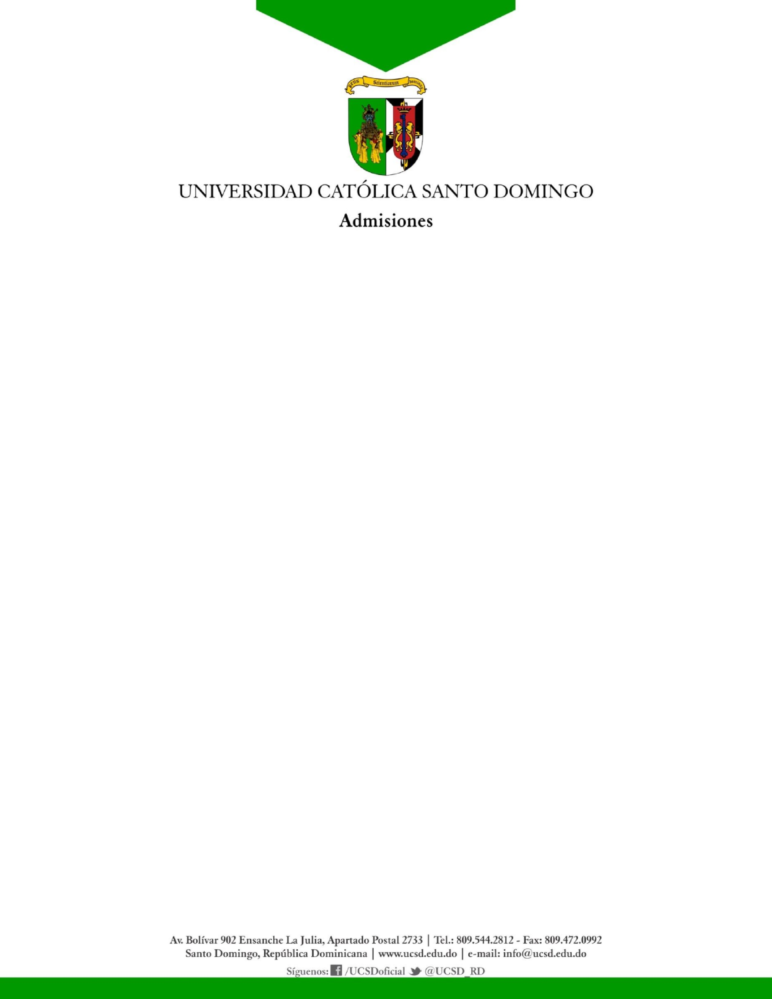 Deus Scientiarum Dominus
UNIVERSIDAD CATÓLICA SANTO DOMINGO
Admisiones
Av. Bolívar 902 Ensanche La Julia, Apartado Postal 2733 | Tel.: 809.544.2812 - Fax: 809.472.0992
Santo Domingo, República Dominicana | www.ucsd.edu.do | e-mail: info@ucsd.edu.do
Síguenos: f /UCSDoficial @UCSD_RD